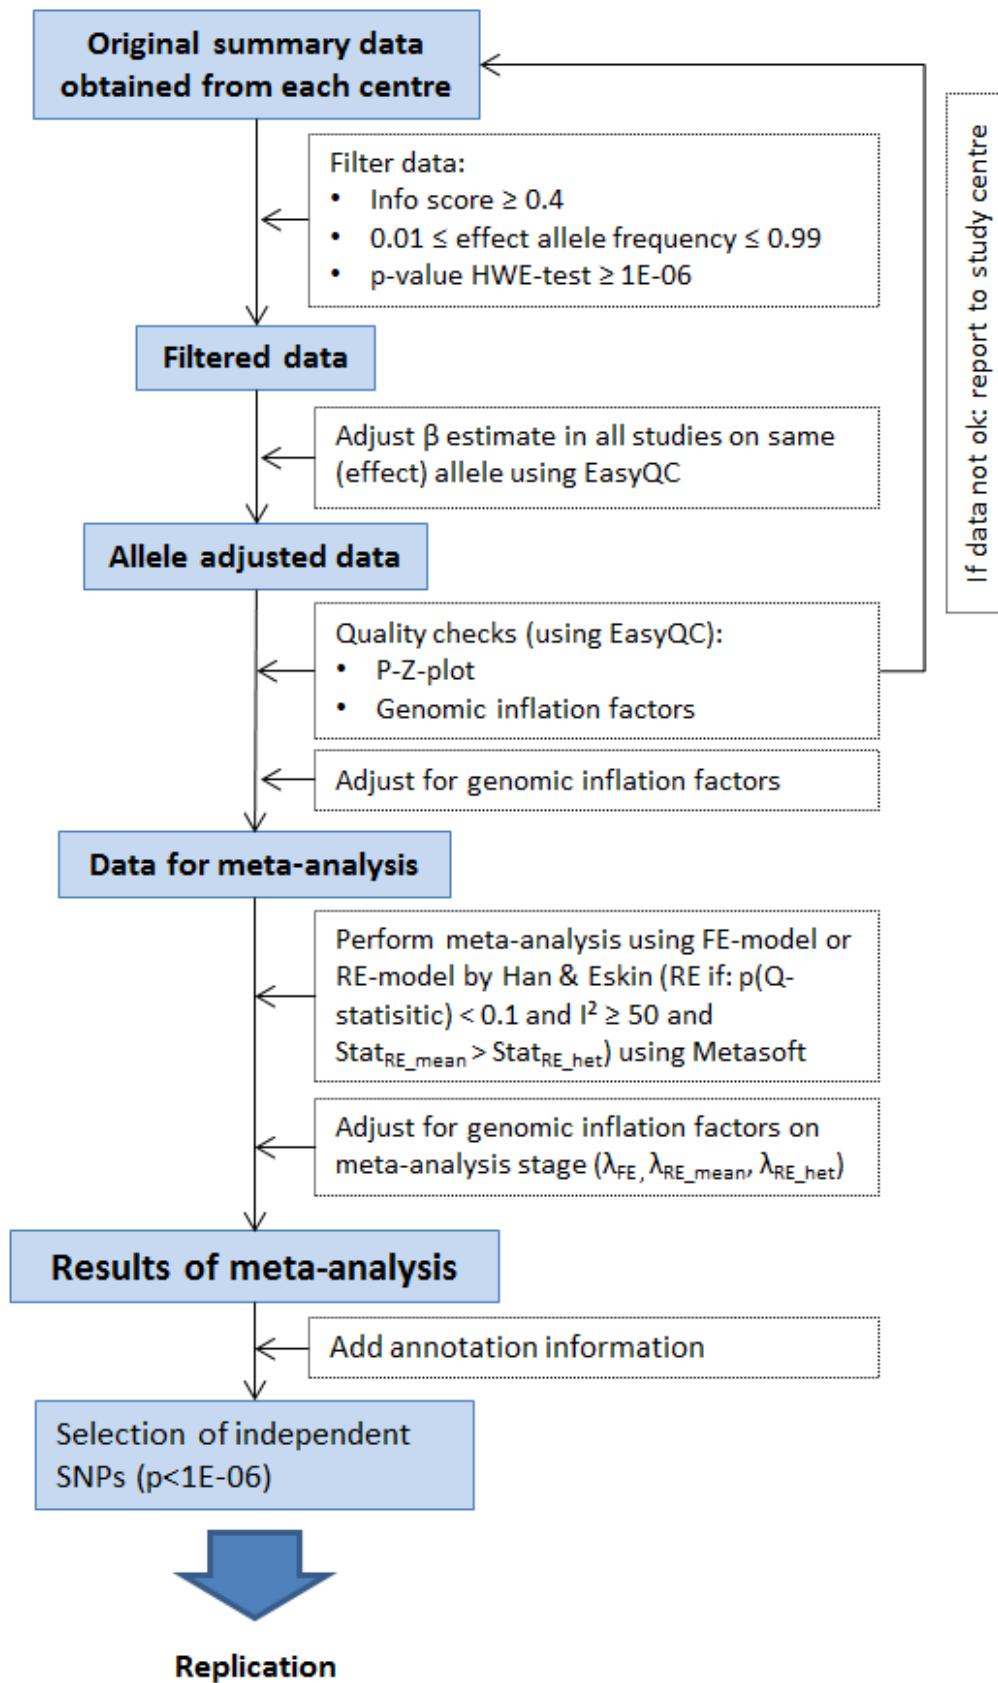 Original summary data
obtained from each centre
Filter data:
• Info score ≥ 0.4
• 0.01 ≤ effect allele frequency ≤ 0.99
• p-value HWE-test ≥ 1E-06
If data not ok: report to study centre
Filtered data
Adjust β estimate in all studies on same
(effect) allele using EasyQC
Allele adjusted data
Quality checks (using EasyQC):
• P-Z-plot
• Genomic inflation factors
Adjust for genomic inflation factors
Data for meta-analysis
Perform meta-analysis using FE-model or
RE-model by Han & Eskin (RE if: p(Q-
statisitic) < 0.1 and I² ≥ 50 and
Stat_RE_mean > Stat_RE_het) using Metasoft
Adjust for genomic inflation factors on
meta-analysis stage (λ_FE, λ_RE_mean, λ_RE_het)
Results of meta-analysis
Add annotation information
Selection of independent
SNPs (p<1E-06)
Replication